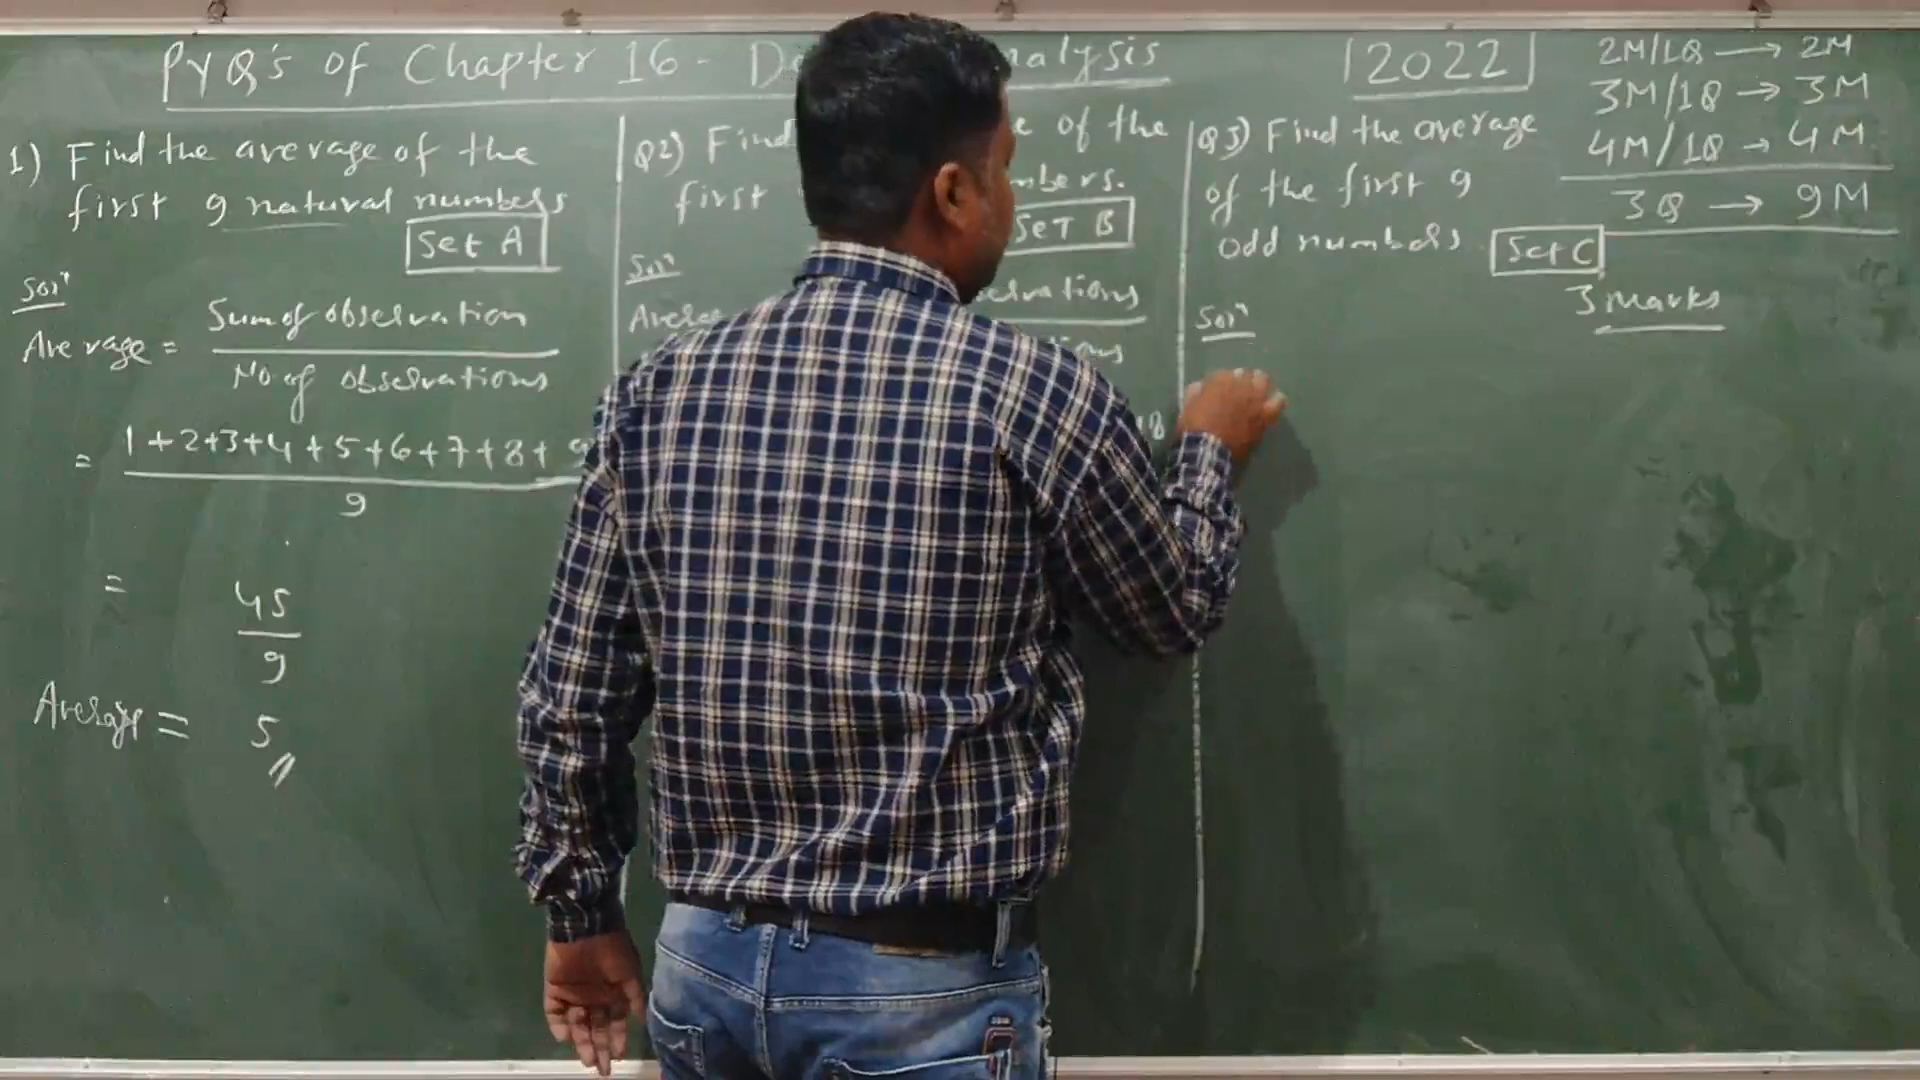 PYQ's of Chapter 16 - D nalysis
|2022|
2M/1Q → 2M
3M/1Q → 3M
4M/1Q → 4M
3Q → 9M
1) Find the average of the
first 9 natural numbers
Set A
Sol^n
Average = Sum of observation
No of observations
= 1+2+3+4+5+6+7+8+9
9
= 45
9
Average = 5
Q2) Find e of the
first mbers.
SeT B
Sol^n
Avera servations
18
Q3) Find the average
of the first 9
odd numbers
Set C
3 marks
Sol^n